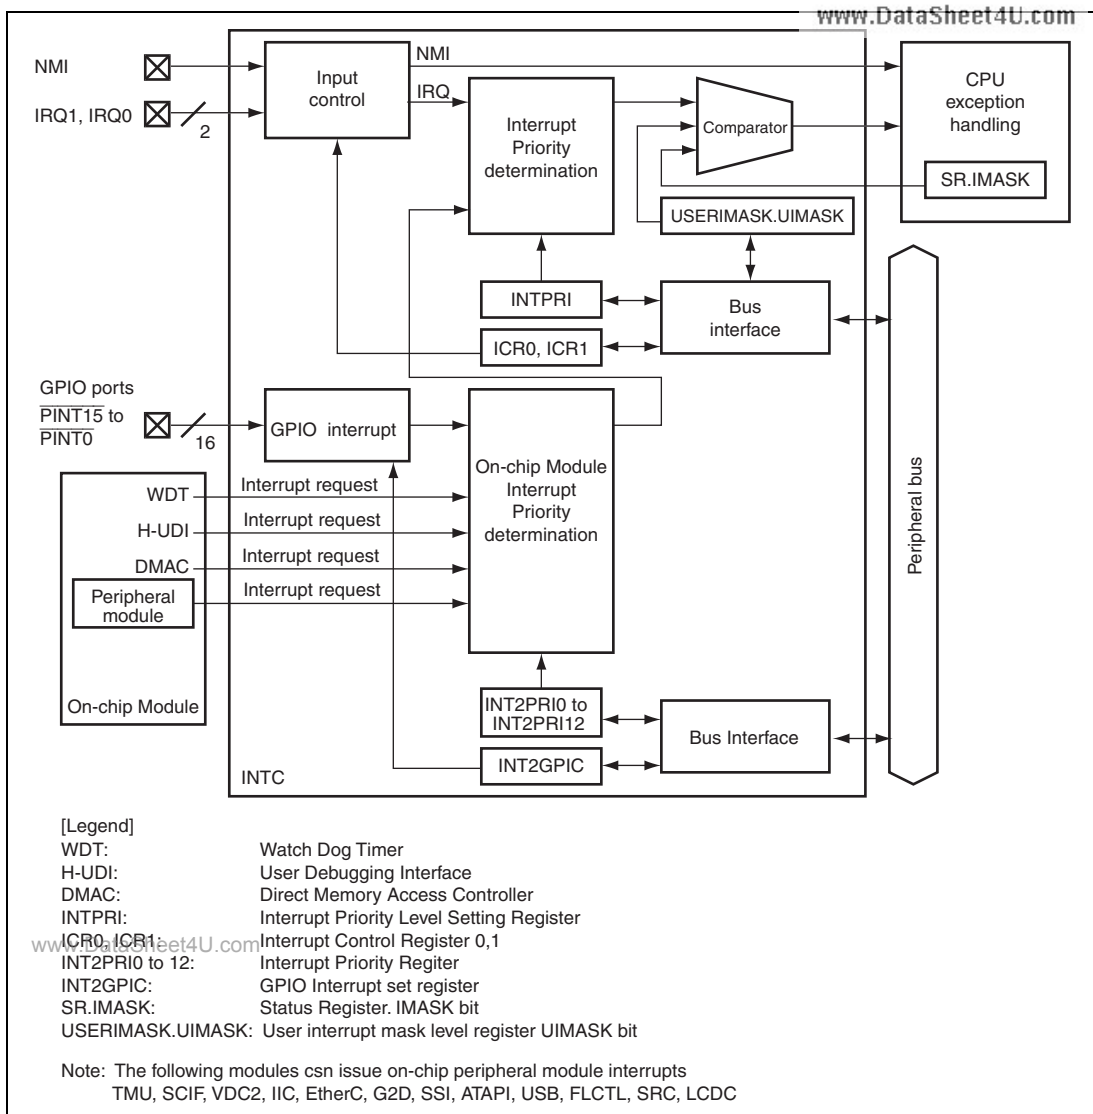 www.DataSheet4U.com
NMI
IRQ1, IRQ0
2
Input
control
NMI
IRQ
Interrupt
Priority
determination
Comparator
CPU
exception
handling
SR.IMASK
USERIMASK.UIMASK
INTPRI
ICR0, ICR1
Bus
interface
GPIO ports
PINT15 to
PINT0
16
GPIO interrupt
On-chip Module
Interrupt
Priority
determination
WDT
Interrupt request
H-UDI
Interrupt request
DMAC
Interrupt request
Peripheral
module
Interrupt request
On-chip Module
Peripheral bus
INT2PRI0 to
INT2PRI12
INT2GPIC
Bus Interface
INTC
[Legend]
WDT: Watch Dog Timer
H-UDI: User Debugging Interface
DMAC: Direct Memory Access Controller
INTPRI: Interrupt Priority Level Setting Register
ICR0, ICR1: Interrupt Control Register 0,1
www.DataSheet4U.com
INT2PRI0 to 12: Interrupt Priority Regiter
INT2GPIC: GPIO Interrupt set register
SR.IMASK: Status Register. IMASK bit
USERIMASK.UIMASK: User interrupt mask level register UIMASK bit
Note: The following modules csn issue on-chip peripheral module interrupts
TMU, SCIF, VDC2, IIC, EtherC, G2D, SSI, ATAPI, USB, FLCTL, SRC, LCDC